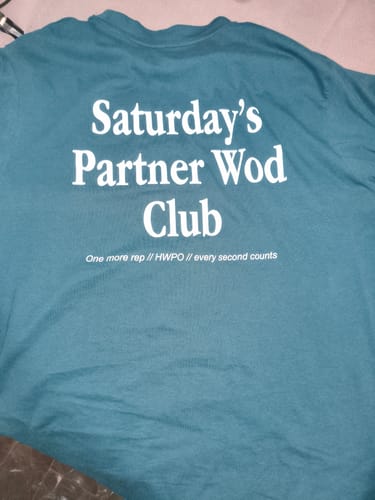 Saturday's
Partner Wod
Club
One more rep // HWPO // every second counts